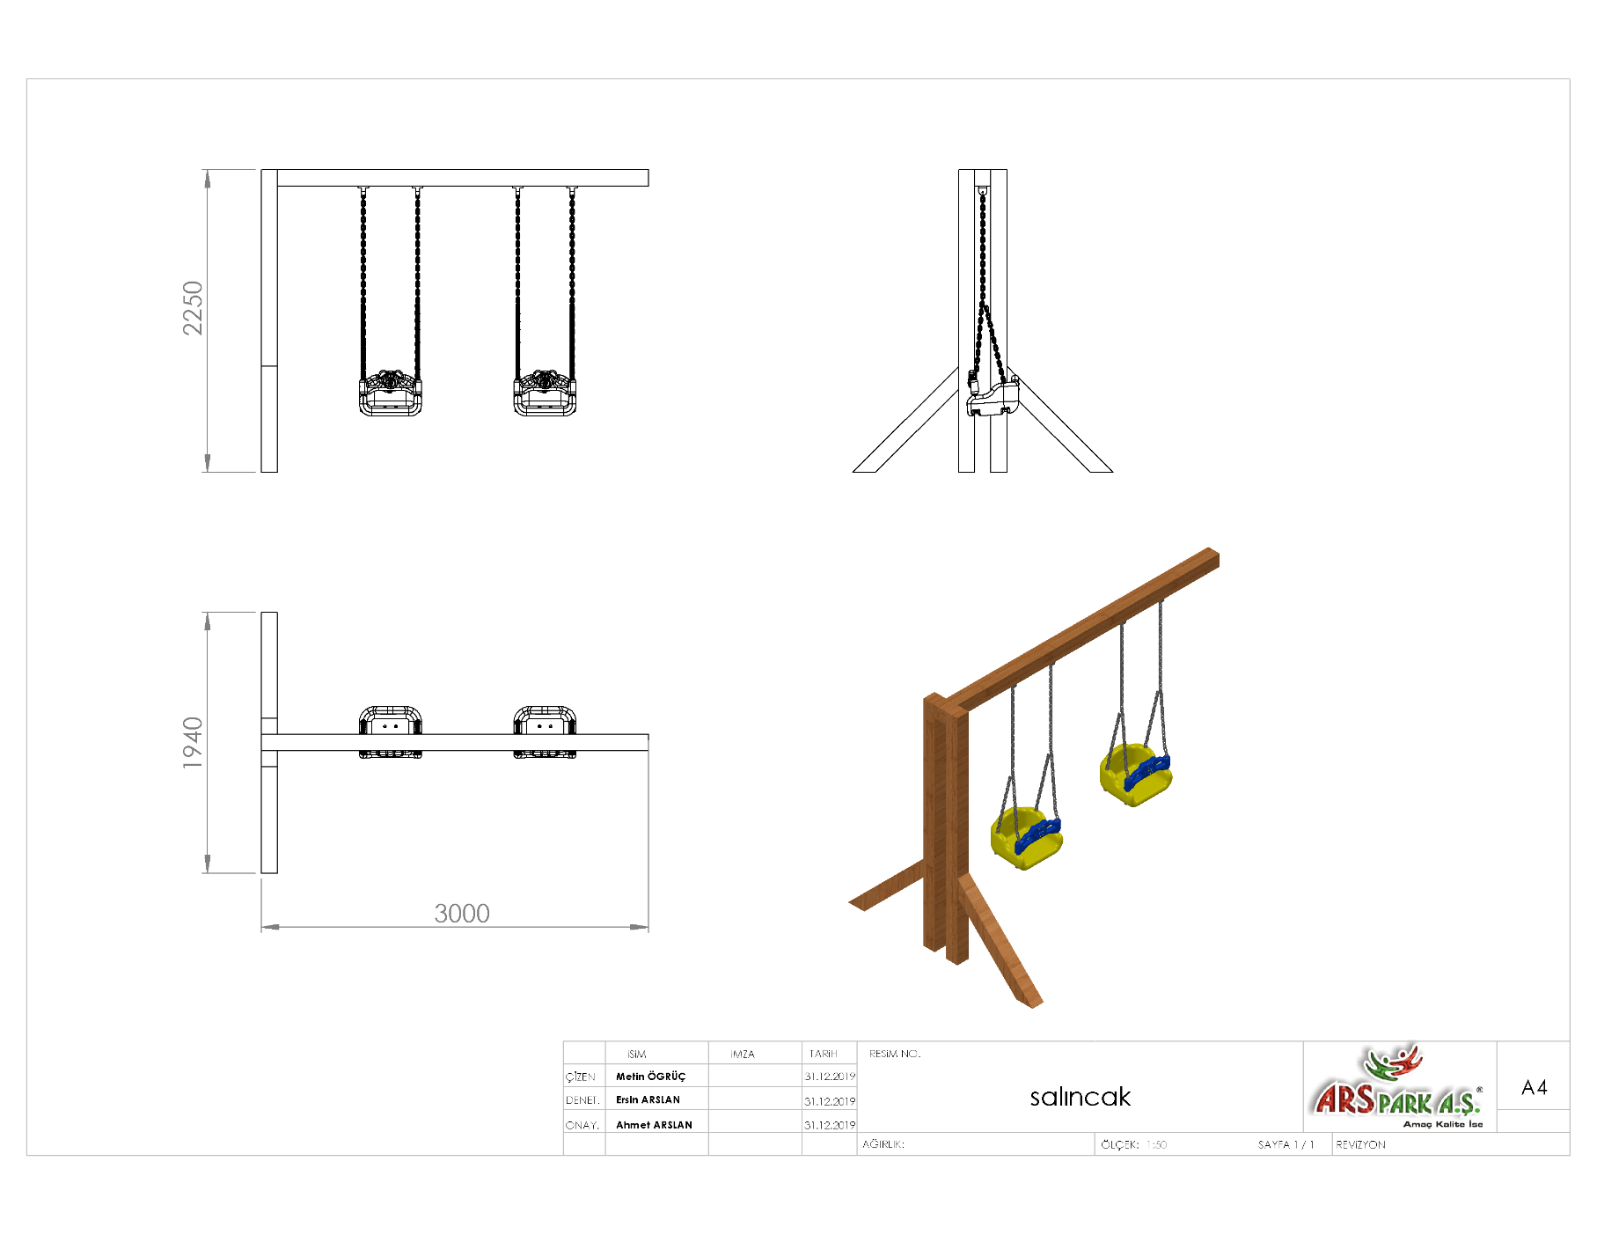 2250
1940
3000
İSİM
İMZA
TARİH
RESİM NO.
ÇİZEN
Metin ÖGRÜÇ
31.12.2019
DENET.
Ersin ARSLAN
31.12.2019
ONAY.
Ahmet ARSLAN
31.12.2019
salıncak
ARSPARK A.Ş.®
Amaç Kalite İse
A4
AĞIRLIK:
ÖLÇEK: 1:50
SAYFA 1 / 1
REVİZYON